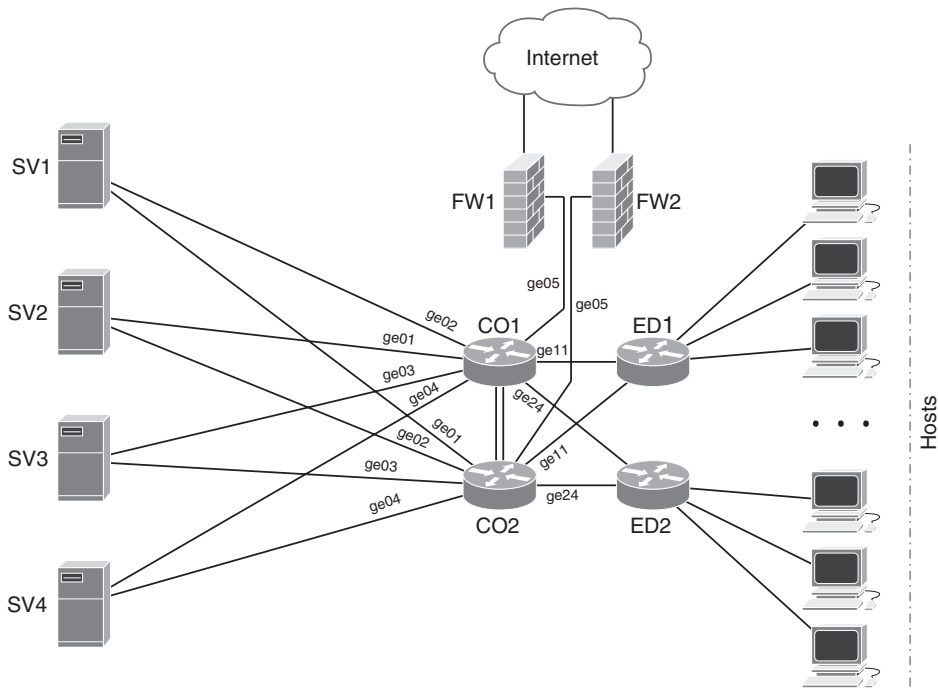 Internet
SV1
FW1
FW2
ge05
ge05
SV2
ge02
CO1
ED1
ge01
ge11
ge03
ge04
ge24
Hosts
ge01
ge02
SV3
ge03
ge11
ge04
ge24
CO2
ED2
SV4